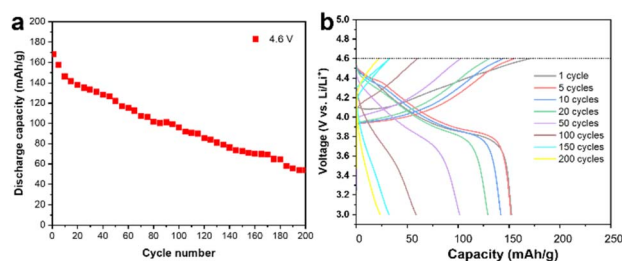 a
4.6 V
Discharge capacity (mAh/g)
200
180
160
140
120
100
80
60
40
20
0
0 20 40 60 80 100 120 140 160 180 200
Cycle number
b
Voltage (V vs. Li/Li⁺)
5.0
4.8
4.6
4.4
4.2
4.0
3.8
3.6
3.4
3.2
3.0
1 cycle
5 cycles
10 cycles
20 cycles
50 cycles
100 cycles
150 cycles
200 cycles
0 50 100 150 200 250
Capacity (mAh/g)